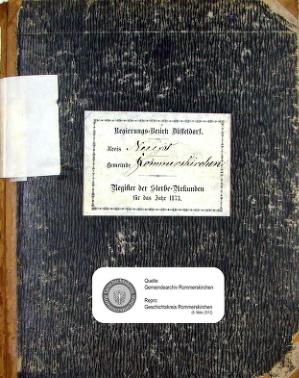 Regierungs-Bezirk Düsseldorf.
Kreis Neuss
Gemeinde Rommerskirchen
Register der Sterbe-Urkunden
für das Jahr 1873.
Quelle:
Gemeindearchiv Rommerskirchen
Repro:
Geschichtskreis Rommerskirchen